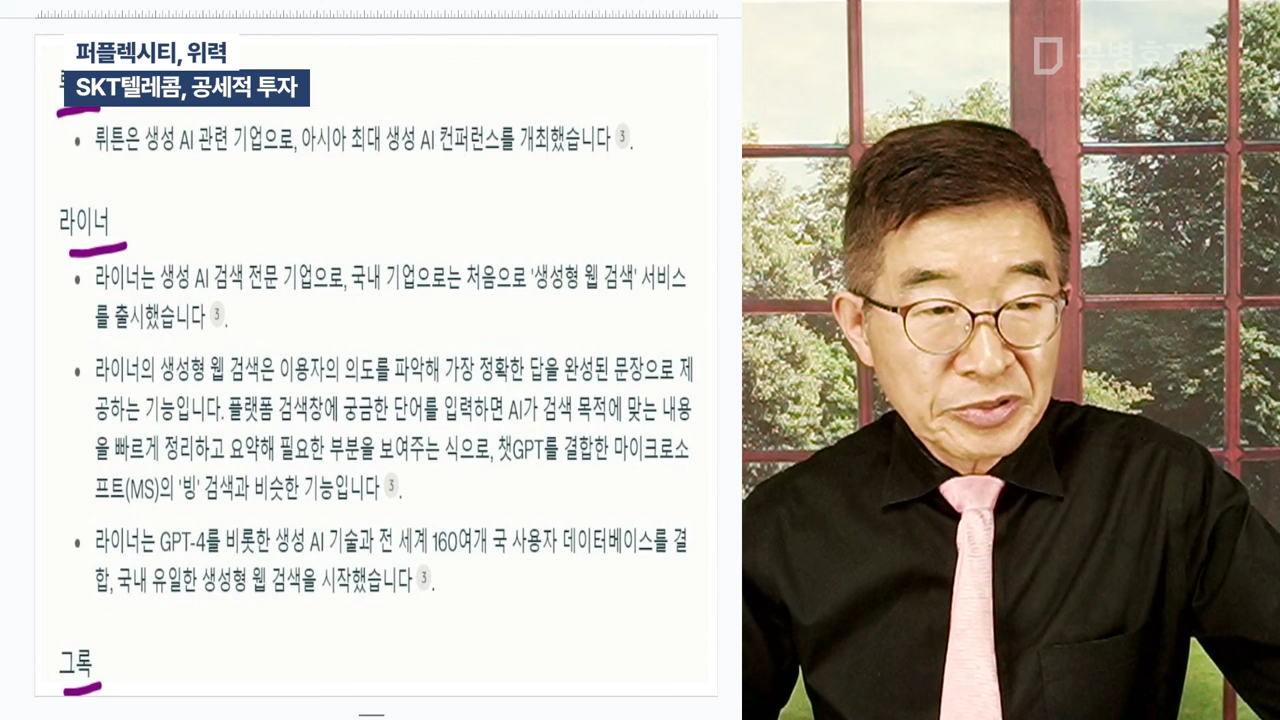 퍼플렉시티, 위력
SKT텔레콤, 공세적 투자
뤼튼은 생성 AI 관련 기업으로, 아시아 최대 생성 AI 컨퍼런스를 개최했습니다 3.
라이너
라이너는 생성 AI 검색 전문 기업으로, 국내 기업으로는 처음으로 '생성형 웹 검색' 서비스
를 출시했습니다 3.
라이너의 생성형 웹 검색은 이용자의 의도를 파악해 가장 정확한 답을 완성된 문장으로 제
공하는 기능입니다. 플랫폼 검색창에 궁금한 단어를 입력하면 AI가 검색 목적에 맞는 내용
을 빠르게 정리하고 요약해 필요한 부분을 보여주는 식으로, 챗GPT를 결합한 마이크로소
프트(MS)의 '빙' 검색과 비슷한 기능입니다 3.
라이너는 GPT-4를 비롯한 생성 AI 기술과 전 세계 160여개 국 사용자 데이터베이스를 결
합, 국내 유일한 생성형 웹 검색을 시작했습니다 3.
그록